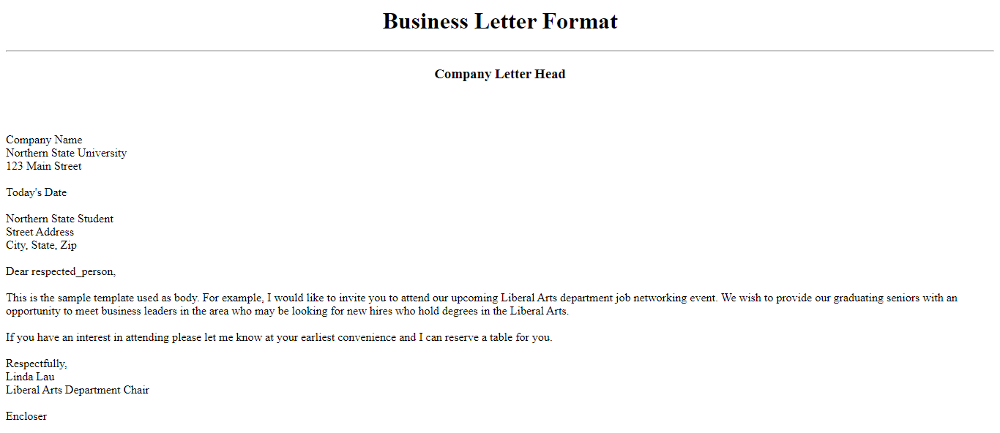 Business Letter Format
Company Letter Head
Company Name
Northern State University
123 Main Street
Today's Date
Northern State Student
Street Address
City, State, Zip
Dear respected_person,
This is the sample template used as body. For example, I would like to invite you to attend our upcoming Liberal Arts department job networking event. We wish to provide our graduating seniors with an
opportunity to meet business leaders in the area who may be looking for new hires who hold degrees in the Liberal Arts.
If you have an interest in attending please let me know at your earliest convenience and I can reserve a table for you.
Respectfully,
Linda Lau
Liberal Arts Department Chair
Encloser